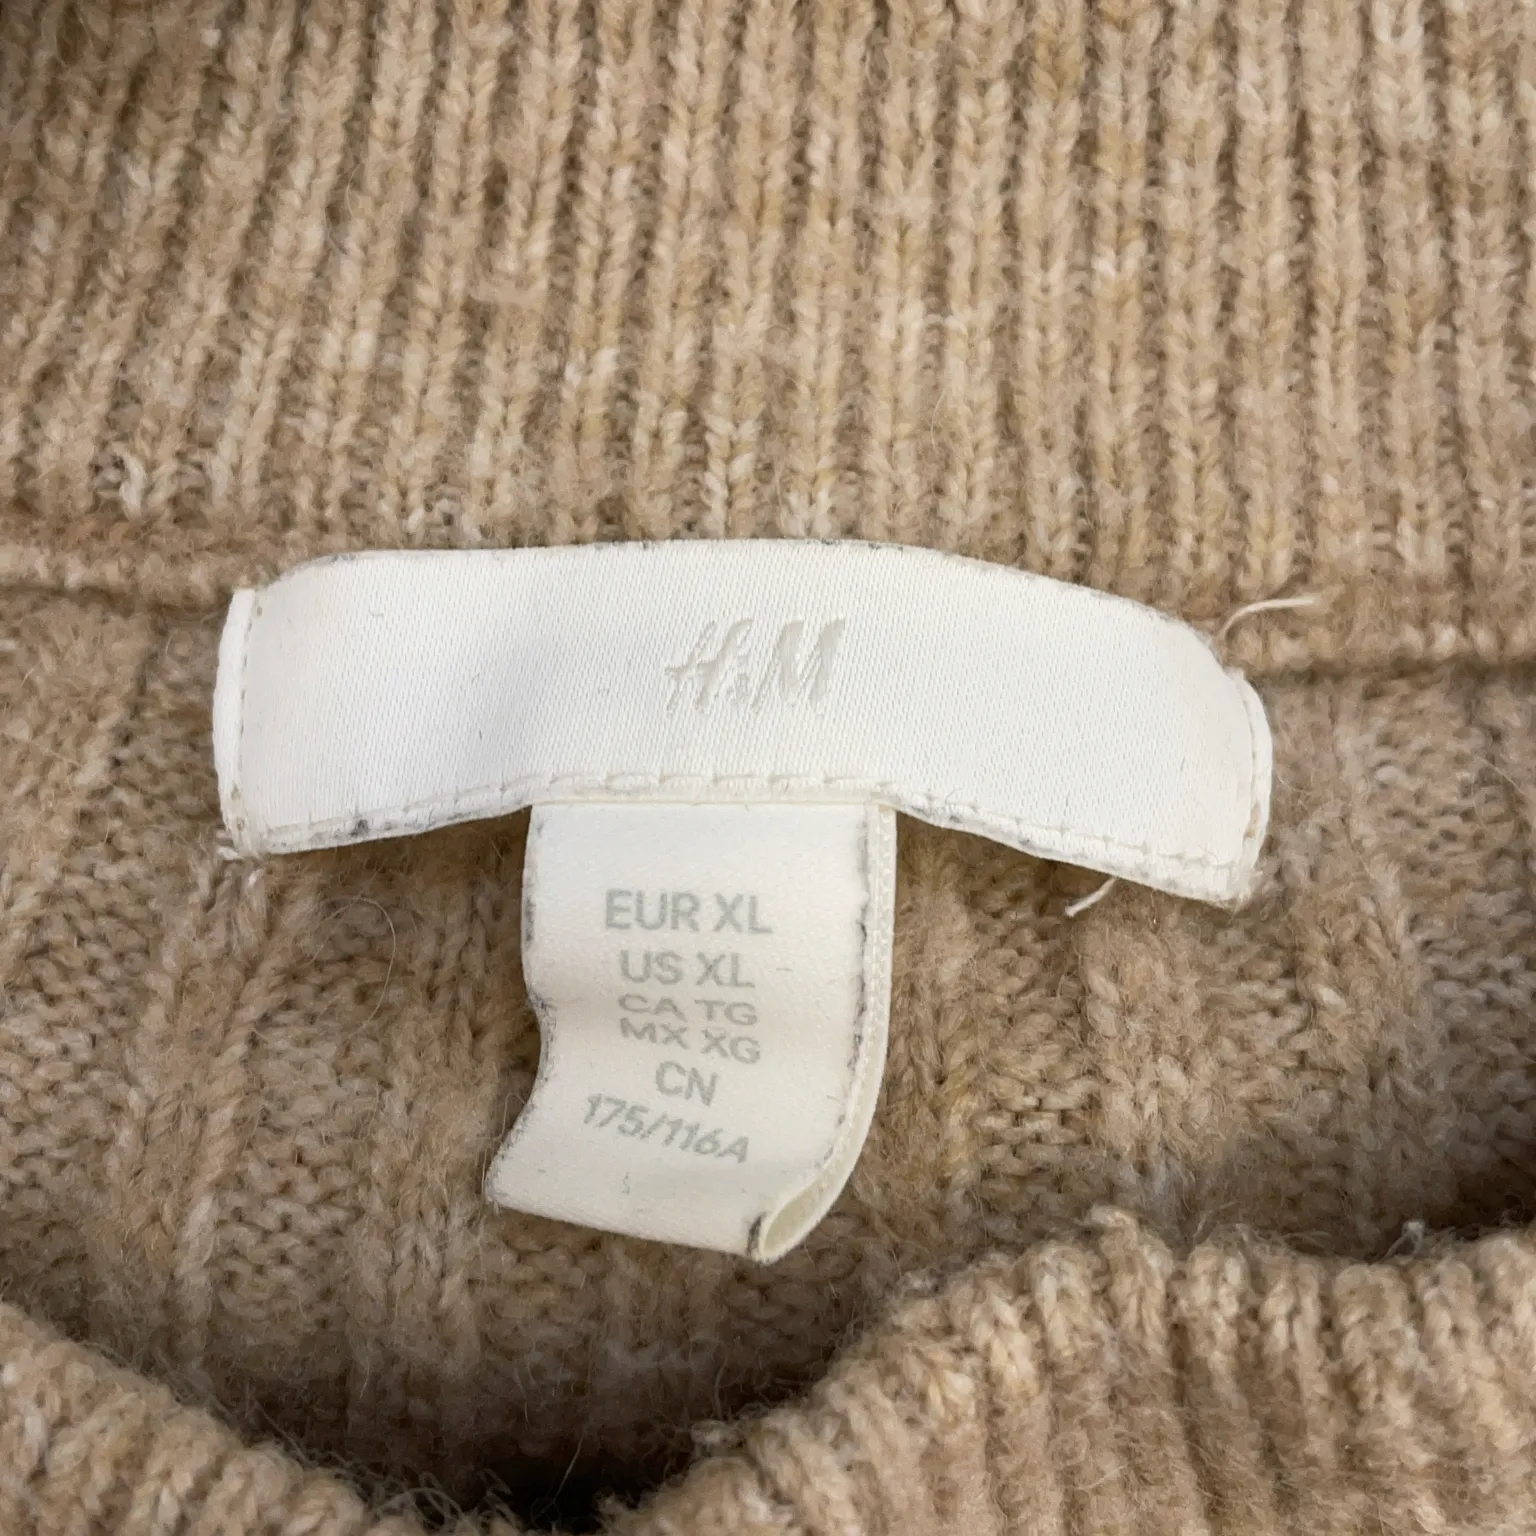 H&M
EUR XL
US XL
CA TG
MX XG
CN
175/116A